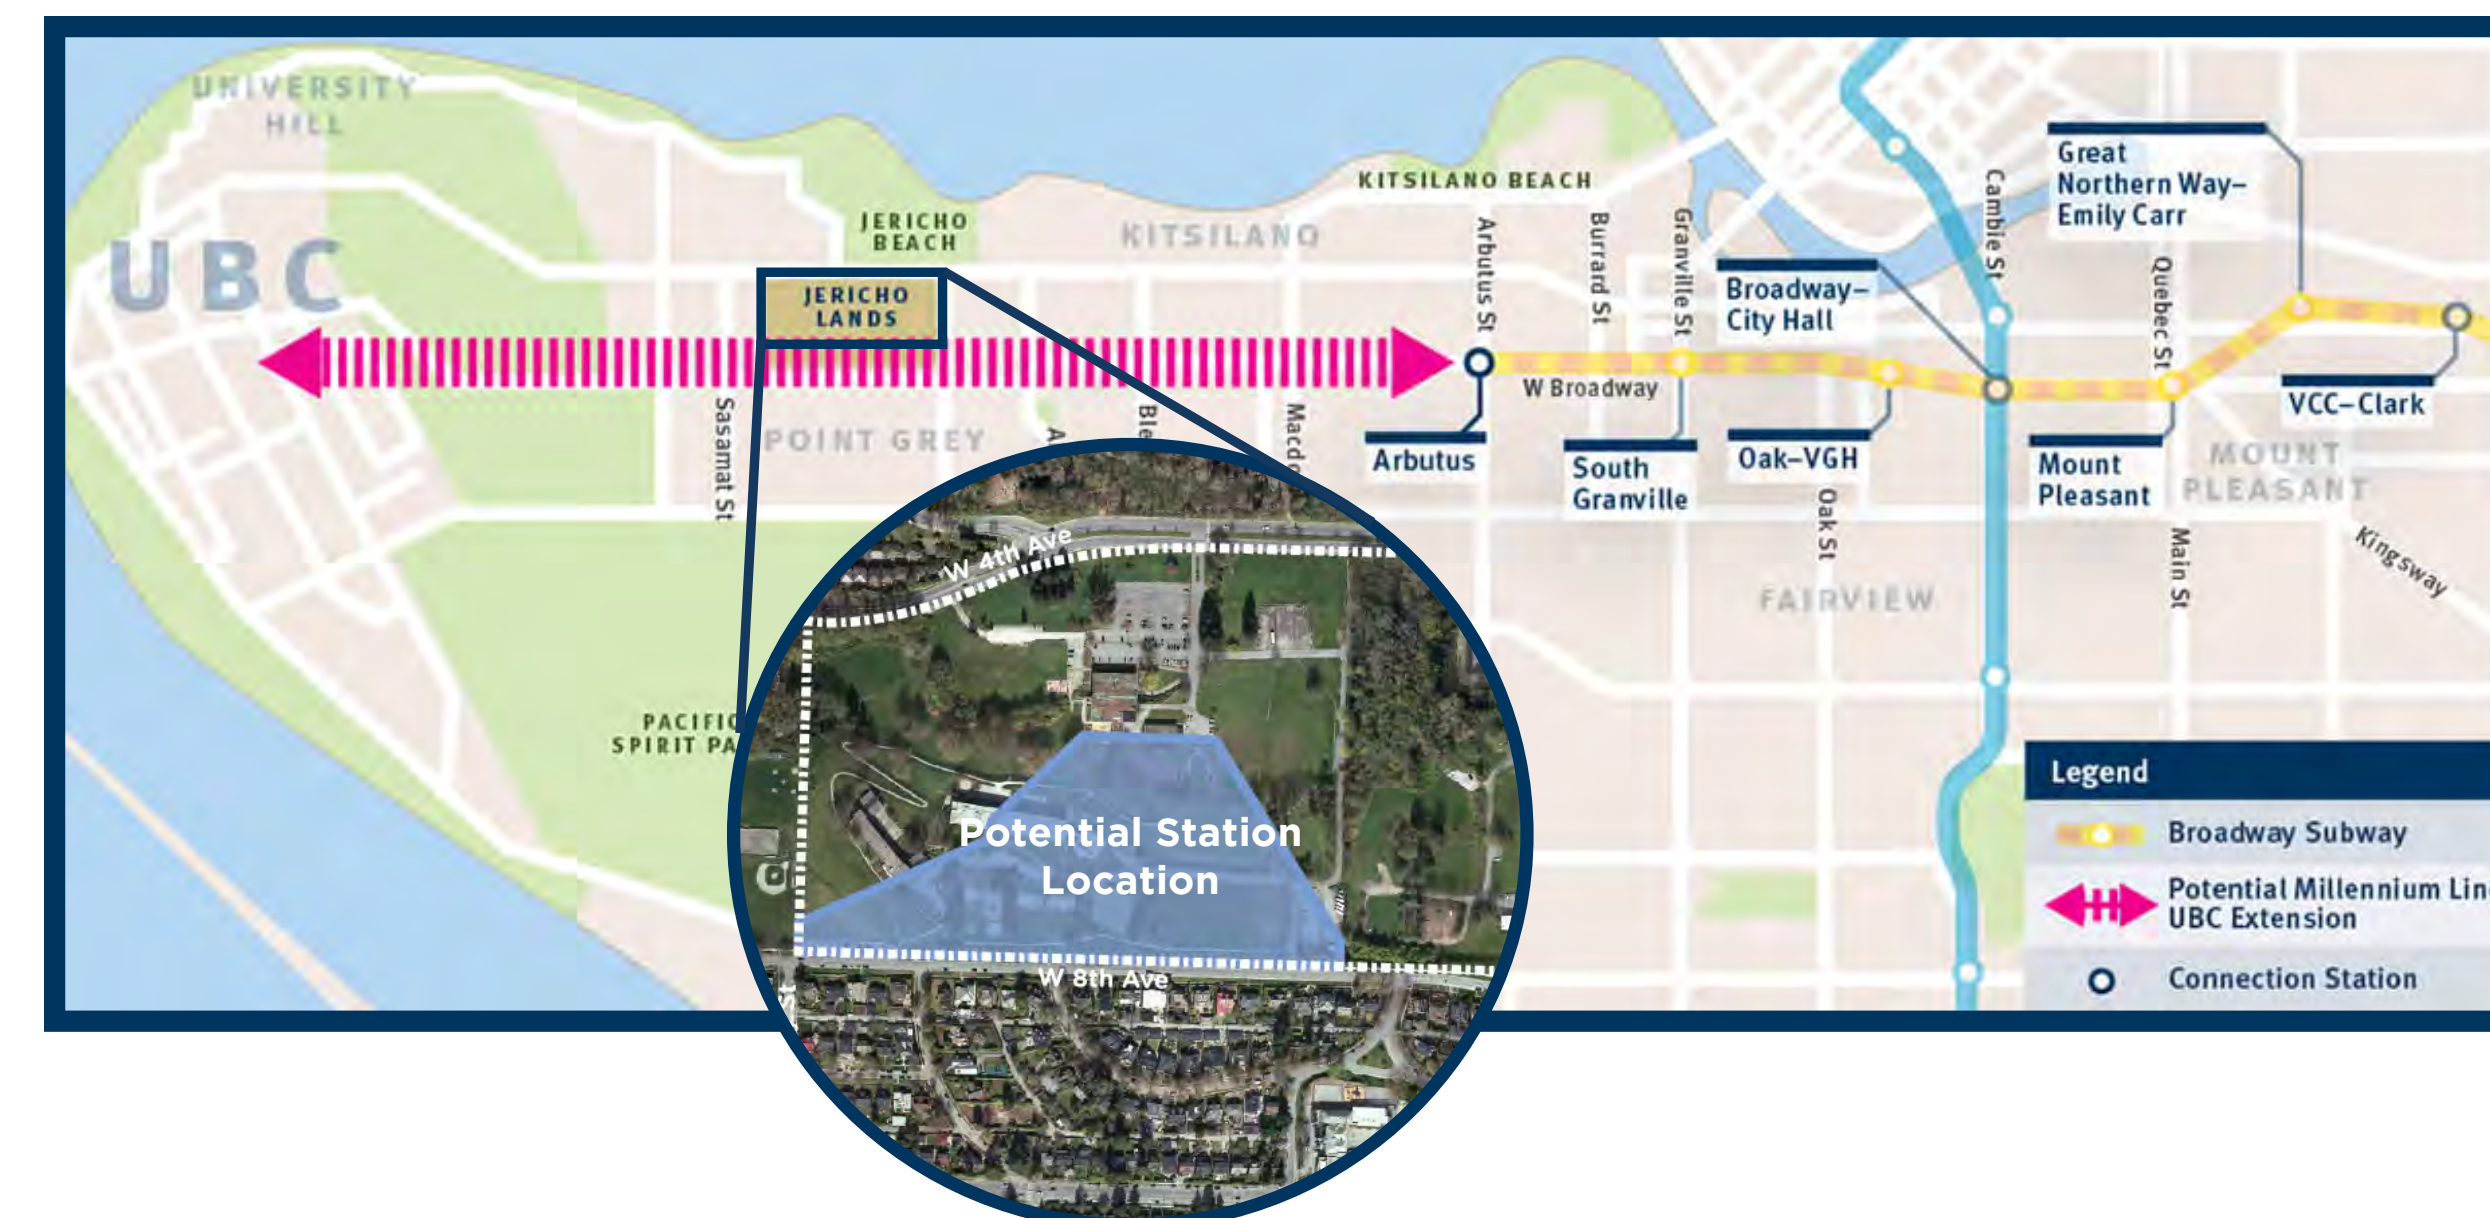 UNIVERSITY
HILL
UBC
JERICHO
BEACH
KITSILANO
KITSILANO BEACH
JERICHO
LANDS
Arbutus St
Burrard St
Granville St
Cambie St
Quebec St
Great
Northern Way–
Emily Carr
Broadway–
City Hall
W Broadway
VCC–Clark
Sasamat St
POINT GREY
Arbutus
South
Granville
Oak–VGH
Oak St
Mount
Pleasant
MOUNT
PLEASANT
Main St
Kingsway
FAIRVIEW
PACIFIC
SPIRIT PA
W 4th Ave
Potential Station
Location
W 8th Ave
St
Legend
Broadway Subway
Potential Millennium Lin
UBC Extension
Connection Station